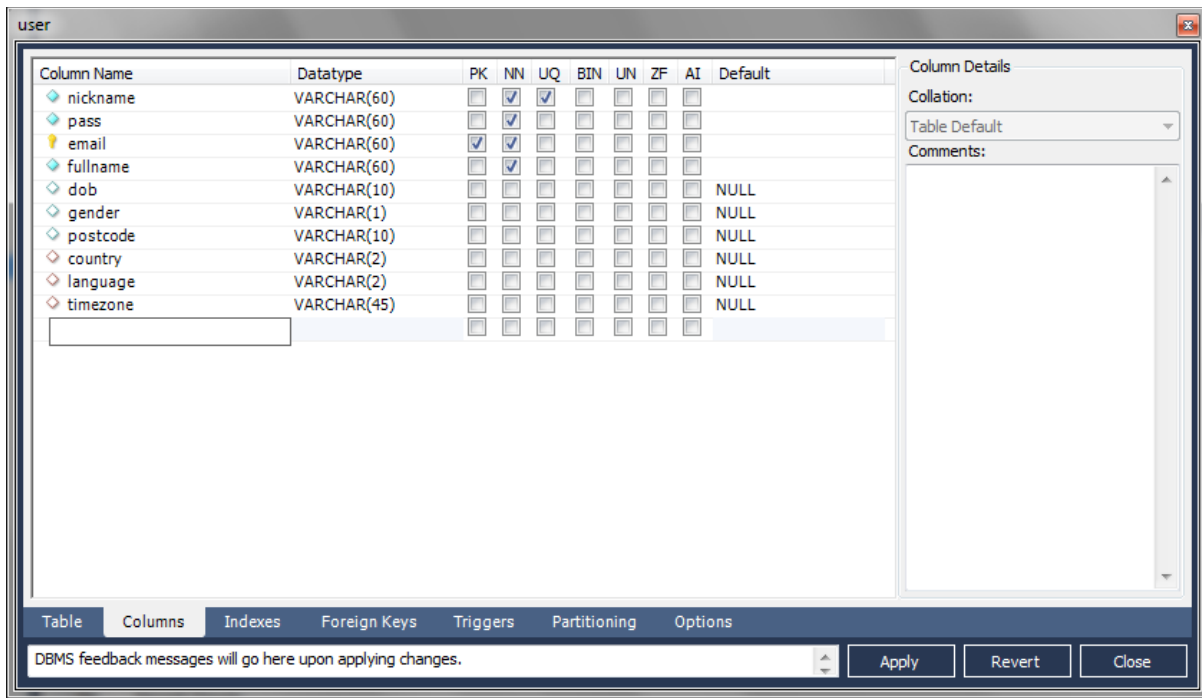 user
Column Name Datatype PK NN UQ BIN UN ZF AI Default
nickname VARCHAR(60)
pass VARCHAR(60)
email VARCHAR(60)
fullname VARCHAR(60)
dob VARCHAR(10) NULL
gender VARCHAR(1) NULL
postcode VARCHAR(10) NULL
country VARCHAR(2) NULL
language VARCHAR(2) NULL
timezone VARCHAR(45) NULL
Column Details
Collation:
Table Default
Comments:
Table Columns Indexes Foreign Keys Triggers Partitioning Options
DBMS feedback messages will go here upon applying changes.
Apply Revert Close